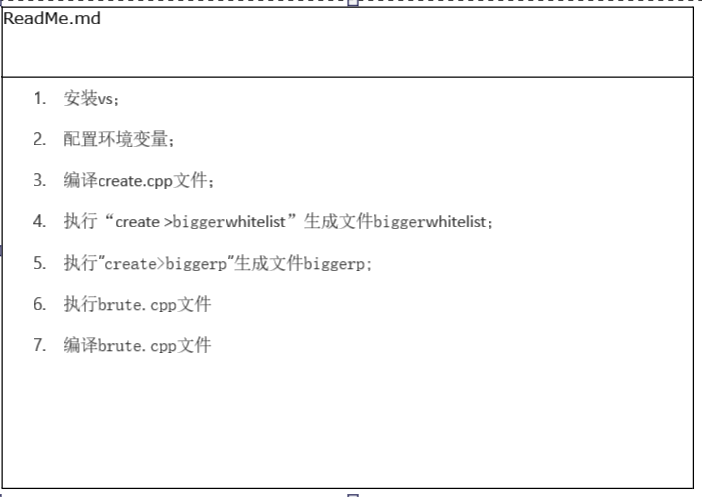 ReadMe.md
1. 安装vs;
2. 配置环境变量;
3. 编译create.cpp文件;
4. 执行“create >biggerwhitelist”生成文件biggerwhitelist;
5. 执行"create>biggerp"生成文件biggerp;
6. 执行brute.cpp文件
7. 编译brute.cpp文件